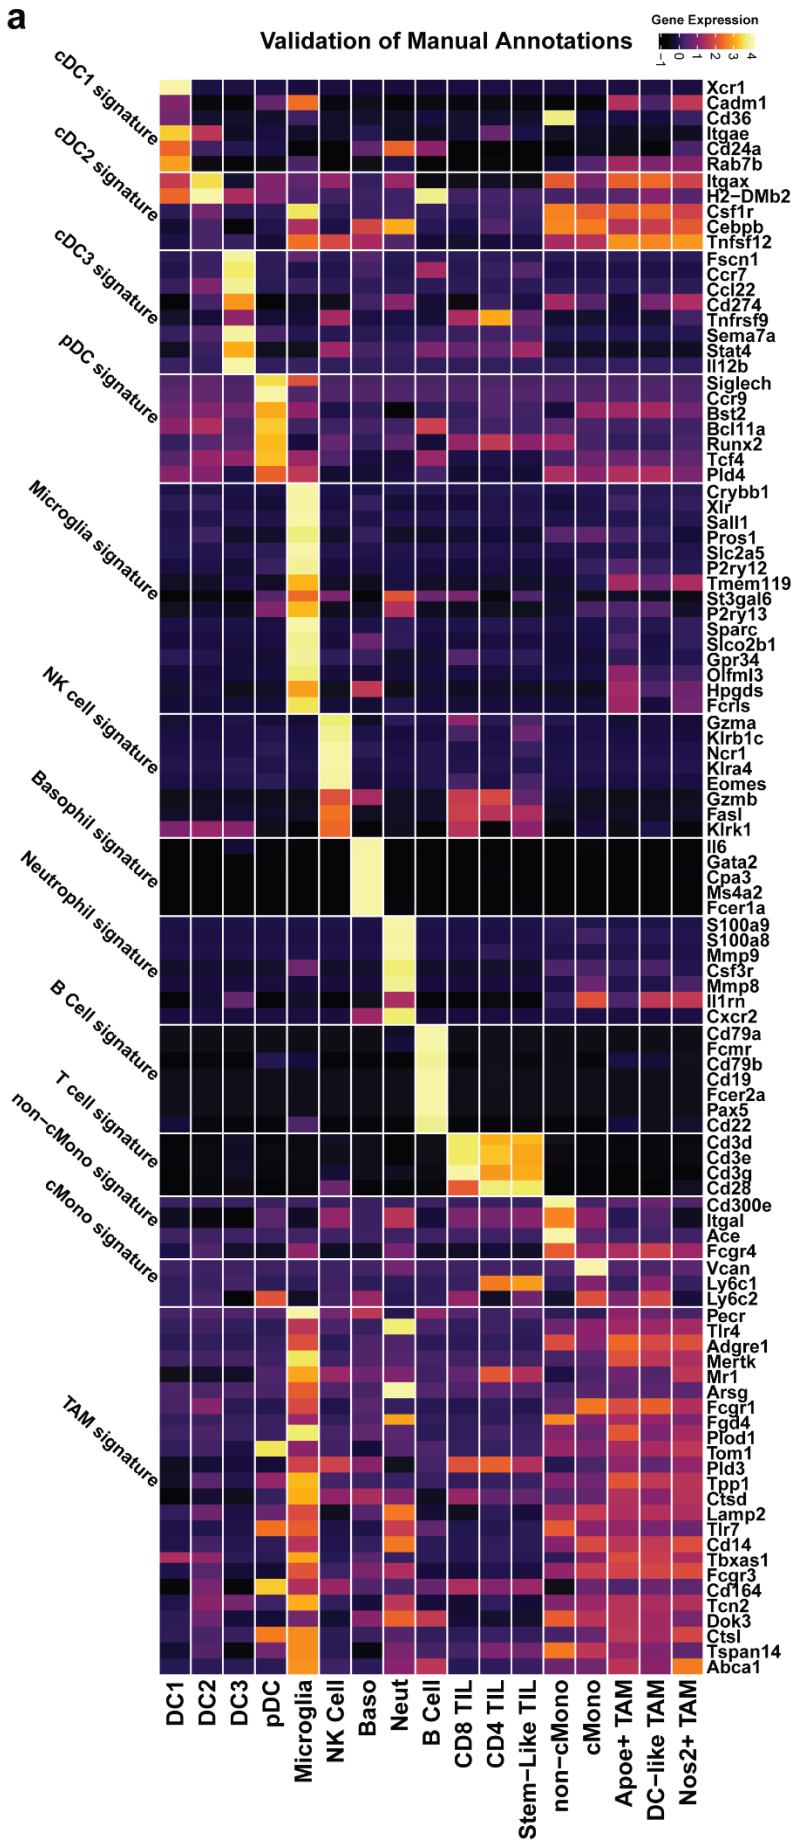 a
Validation of Manual Annotations
Gene Expression
−1 0 1 2 3 4
cDC1 signature
Xcr1
Cadm1
Cd36
Itgae
Cd24a
Rab7b
cDC2 signature
Itgax
H2−DMb2
Csf1r
Cebpb
Tnfsf12
cDC3 signature
Fscn1
Ccr7
Ccl22
Cd274
Tnfrsf9
Sema7a
Stat4
Il12b
pDC signature
Siglech
Ccr9
Bst2
Bcl11a
Runx2
Tcf4
Pld4
Microglia signature
Crybb1
Xlr
Sall1
Pros1
Slc2a5
P2ry12
Tmem119
St3gal6
P2ry13
Sparc
Slco2b1
Gpr34
Olfml3
Hpgds
Fcrls
NK cell signature
Gzma
Klrb1c
Ncr1
Klra4
Eomes
Gzmb
Fasl
Klrk1
Basophil signature
Il6
Gata2
Cpa3
Ms4a2
Fcer1a
Neutrophil signature
S100a9
S100a8
Mmp9
Csf3r
Mmp8
Il1rn
Cxcr2
B Cell signature
Cd79a
Fcmr
Cd79b
Cd19
Fcer2a
Pax5
Cd22
T cell signature
Cd3d
Cd3e
Cd3g
Cd28
non−cMono signature
Cd300e
Itgal
Ace
Fcgr4
cMono signature
Vcan
Ly6c1
Ly6c2
TAM signature
Pecr
Tlr4
Adgre1
Mertk
Mr1
Arsg
Fcgr1
Fgd4
Plod1
Tom1
Pld3
Tpp1
Ctsd
Lamp2
Tlr7
Cd14
Tbxas1
Fcgr3
Cd164
Tcn2
Dok3
Ctsl
Tspan14
Abca1
DC1
DC2
DC3
pDC
Microglia
NK Cell
Baso
Neut
B Cell
CD8 TIL
CD4 TIL
Stem−Like TIL
non−cMono
cMono
Apoe+ TAM
DC−like TAM
Nos2+ TAM